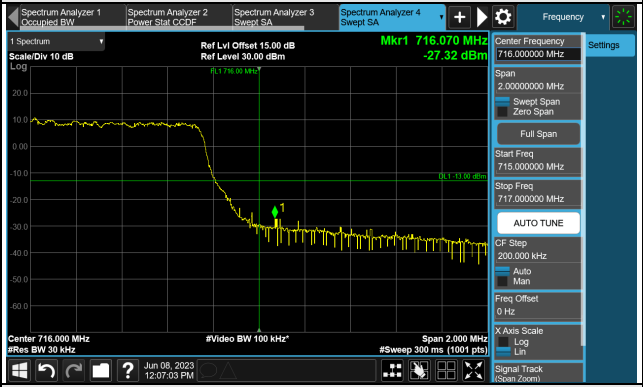 Spectrum Analyzer 1
Occupied BW
Spectrum Analyzer 2
Power Stat CCDF
Spectrum Analyzer 3
Swept SA
Spectrum Analyzer 4
Swept SA
Frequency
1 Spectrum
Scale/Div 10 dB
Ref Lvl Offset 15.00 dB
Ref Level 30.00 dBm
Mkr1 716.070 MHz
-27.32 dBm
Log
FL1 716.00 MHz
20.0
10.0
0.00
-10.0
-20.0
-30.0
-40.0
-50.0
-60.0
DL1 -13.00 dBm
1
Center 716.000 MHz
#Res BW 30 kHz
#Video BW 100 kHz*
Span 2.000 MHz
#Sweep 300 ms (1001 pts)
Center Frequency
716.000000 MHz
Settings
Span
2.00000000 MHz
Swept Span
Zero Span
Full Span
Start Freq
715.000000 MHz
Stop Freq
717.000000 MHz
AUTO TUNE
CF Step
200.000 kHz
Auto
Man
Freq Offset
0 Hz
X Axis Scale
Log
Lin
Signal Track
(Span Zoom)
Jun 08, 2023
12:07:03 PM